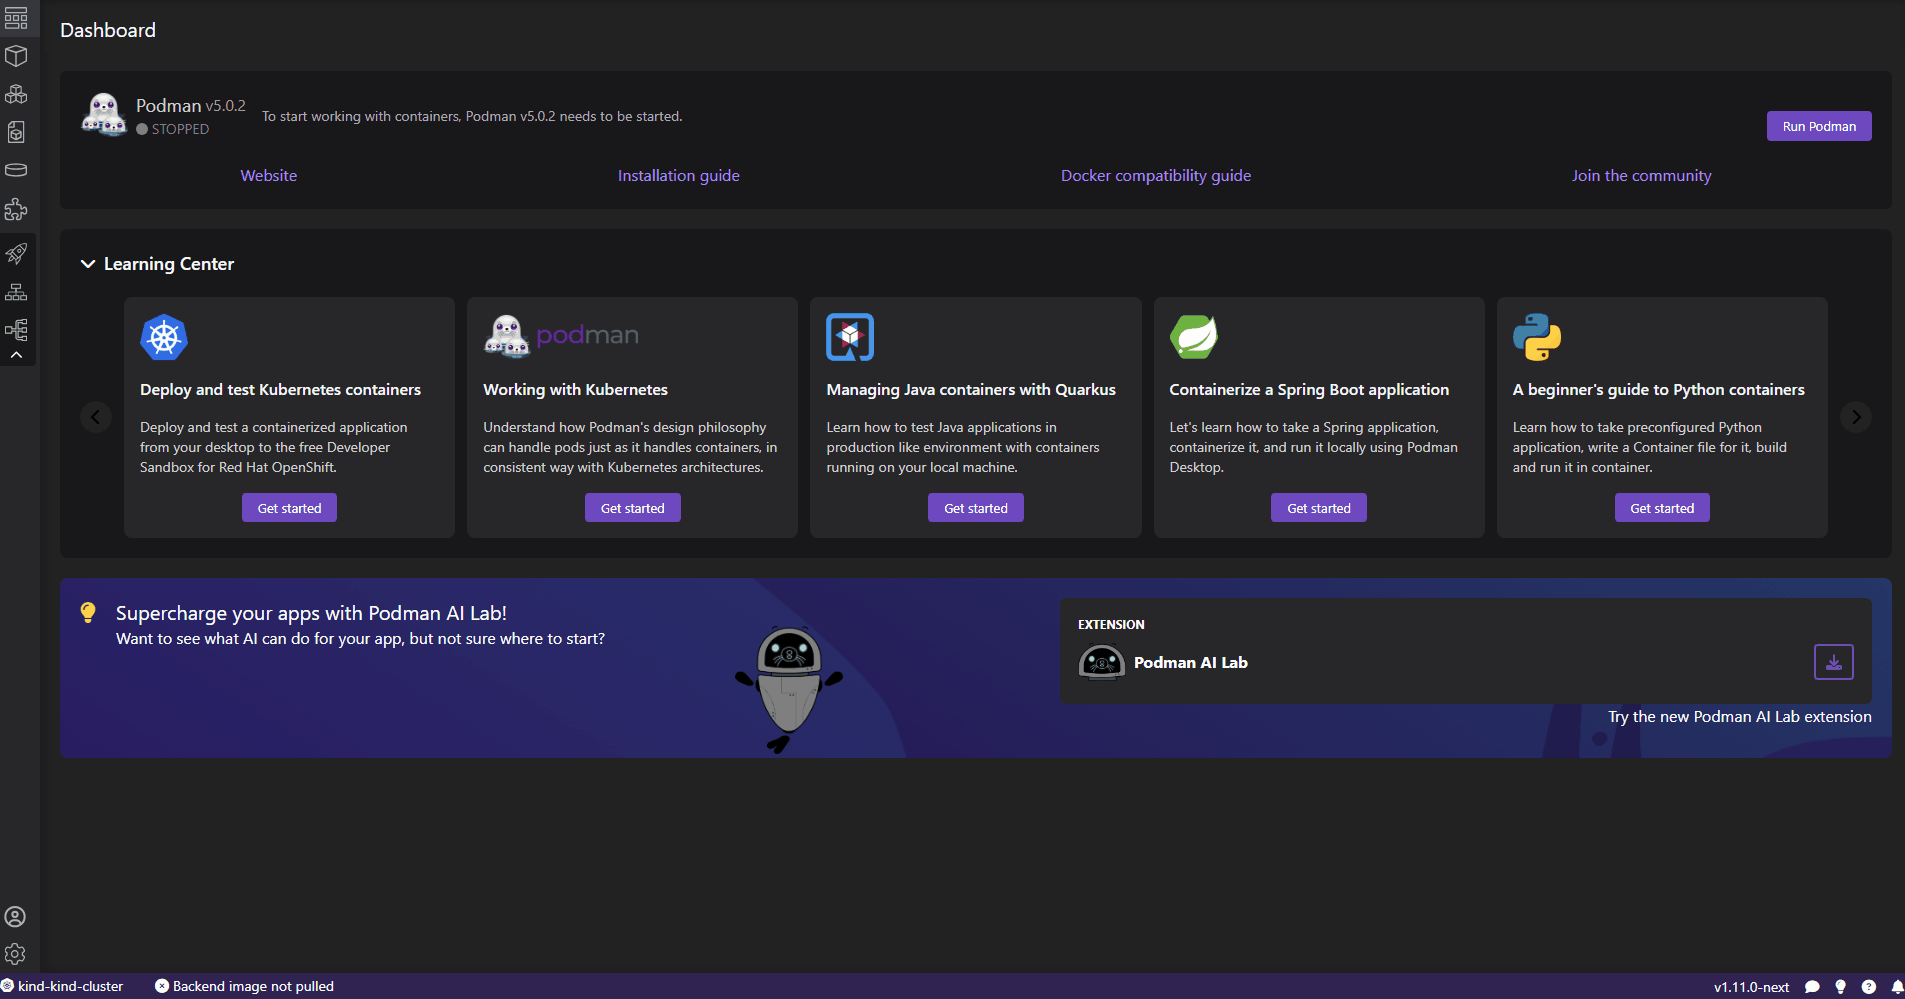 Dashboard
Podman v5.0.2
STOPPED
To start working with containers, Podman v5.0.2 needs to be started.
Run Podman
Website
Installation guide
Docker compatibility guide
Join the community
Learning Center
Deploy and test Kubernetes containers
Deploy and test a containerized application
from your desktop to the free Developer
Sandbox for Red Hat OpenShift.
Get started
podman
Working with Kubernetes
Understand how Podman's design philosophy
can handle pods just as it handles containers, in
consistent way with Kubernetes architectures.
Get started
Managing Java containers with Quarkus
Learn how to test Java applications in
production like environment with containers
running on your local machine.
Get started
Containerize a Spring Boot application
Let's learn how to take a Spring application,
containerize it, and run it locally using Podman
Desktop.
Get started
A beginner's guide to Python containers
Learn how to take preconfigured Python
application, write a Container file for it, build
and run it in container.
Get started
Supercharge your apps with Podman AI Lab!
Want to see what AI can do for your app, but not sure where to start?
EXTENSION
Podman AI Lab
Try the new Podman AI Lab extension
kind-kind-cluster
Backend image not pulled
v1.11.0-next